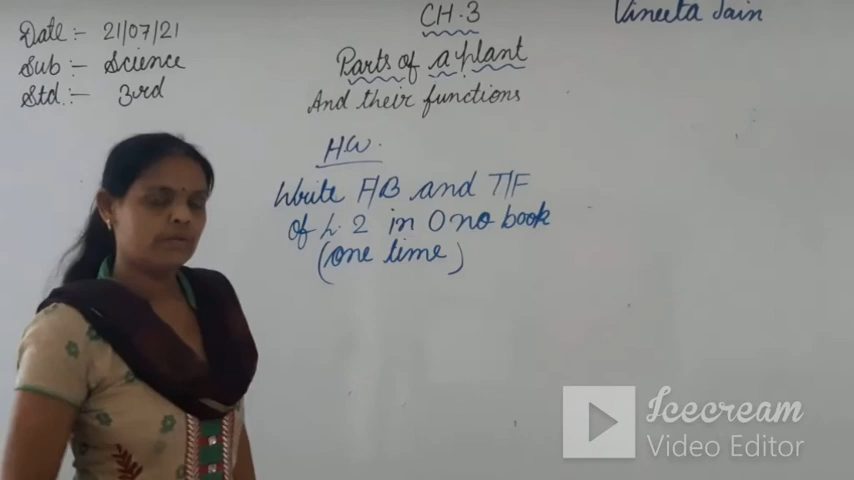 Date :- 21/07/21
Sub :- Science
Std :- 3rd
CH.3
Parts of a plant
And their functions
Vineeta Jain
HW.
Write F/B and T/F
of L. 2 in 0 no book
(one time)
Icecream
Video Editor